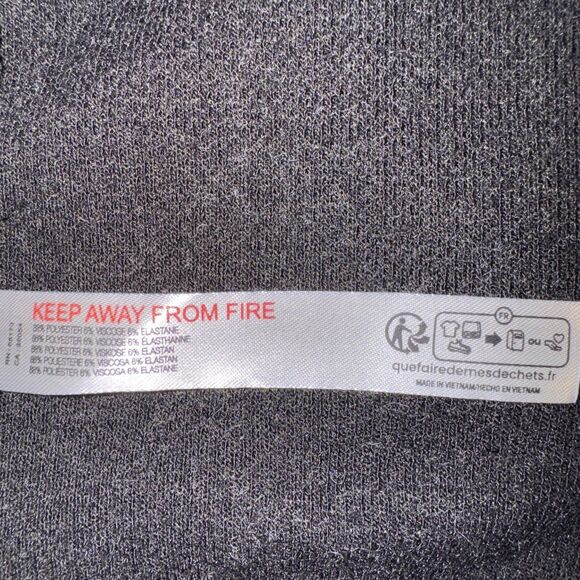 KEEP AWAY FROM FIRE
88% POLYESTER 6% VISCOSE 6% ELASTANE
88% POLYESTER 6% VISCOSE 6% ELASTHANNE
88% POLYESTER 6% VISKOSE 6% ELASTAN
88% POLIESTERE 6% VISCOSA 6% ELASTAN
88% POLIÉSTER 6% VISCOSA 6% ELASTANE
FR
ou
quefairedemesdechets.fr
MADE IN VIETNAM/HECHO EN VIETNAM